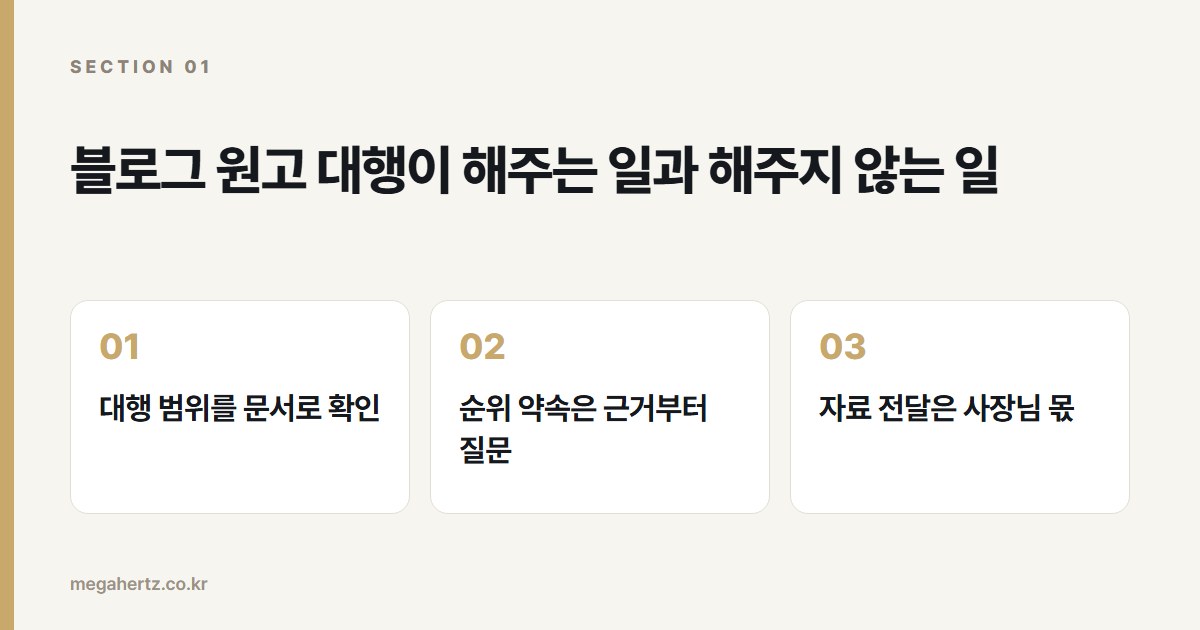 SECTION 01
블로그 원고 대행이 해주는 일과 해주지 않는 일
01
대행 범위를 문서로 확인
02
순위 약속은 근거부터
질문
03
자료 전달은 사장님 몫
megahertz.co.kr